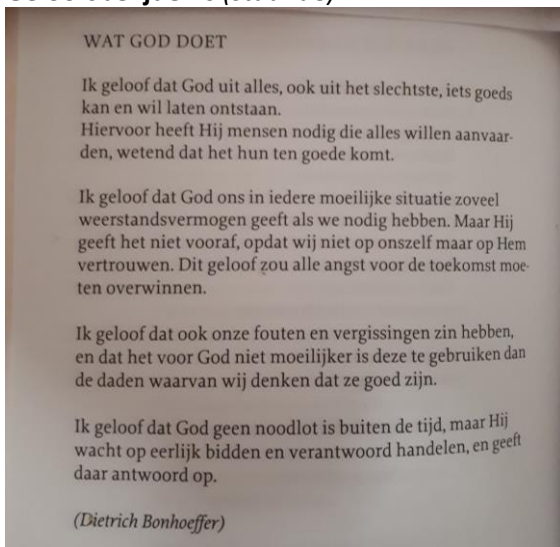 WAT GOD DOET
Ik geloof dat God uit alles, ook uit het slechtste, iets goeds
kan en wil laten ontstaan.
Hiervoor heeft Hij mensen nodig die alles willen aanvaar-
den, wetend dat het hun ten goede komt.
Ik geloof dat God ons in iedere moeilijke situatie zoveel
weerstandsvermogen geeft als we nodig hebben. Maar Hij
geeft het niet vooraf, opdat wij niet op onszelf maar op Hem
vertrouwen. Dit geloof zou alle angst voor de toekomst moe-
ten overwinnen.
Ik geloof dat ook onze fouten en vergissingen zin hebben,
en dat het voor God niet moeilijker is deze te gebruiken dan
de daden waarvan wij denken dat ze goed zijn.
Ik geloof dat God geen noodlot is buiten de tijd, maar Hij
wacht op eerlijk bidden en verantwoord handelen, en geeft
daar antwoord op.
(Dietrich Bonhoeffer)